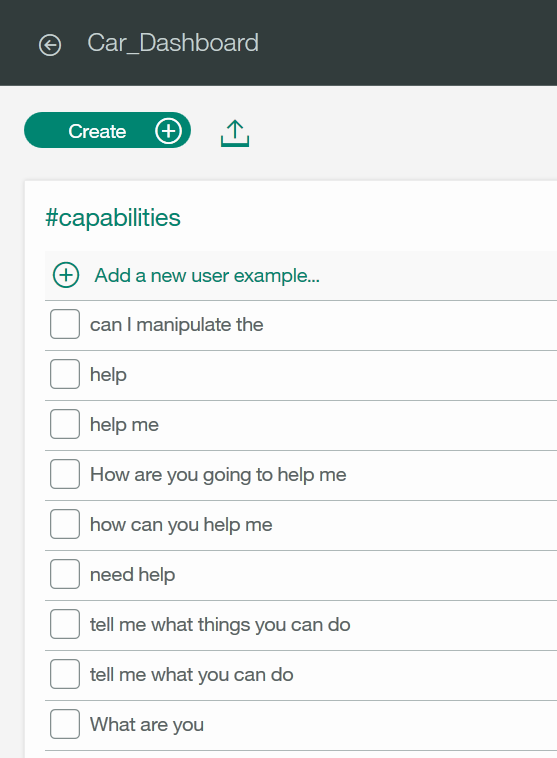 Car_Dashboard
Create
#capabilities
Add a new user example...
can I manipulate the
help
help me
How are you going to help me
how can you help me
need help
tell me what things you can do
tell me what you can do
What are you